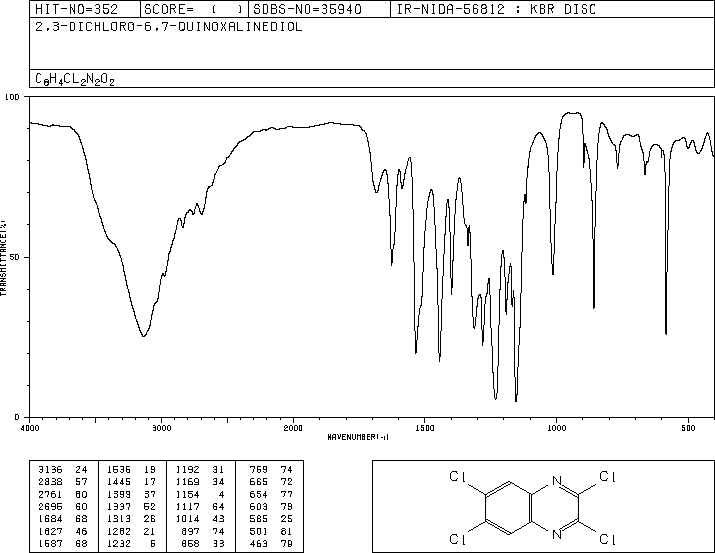 HIT-NO=352 SCORE= ( ) SDBS-NO=35940 IR-NIDA-56812 : KBR DISC
2,3-DICHLORO-6,7-QUINOXALINEDIOL
C8H4CL2N2O2
100
50
0
TRANSMITTANCE(%)
4000 3000 2000 1500 1000 500
WAVENUMBER(-1)
3136 24 1536 19 1192 31 769 74
2838 57 1445 17 1169 34 665 72
2761 60 1399 37 1154 4 654 77
2695 60 1337 52 1117 64 603 79
1684 68 1313 26 1014 43 585 25
1627 46 1282 21 897 74 501 81
1587 68 1232 5 858 33 463 79
Cl N Cl
Cl N Cl